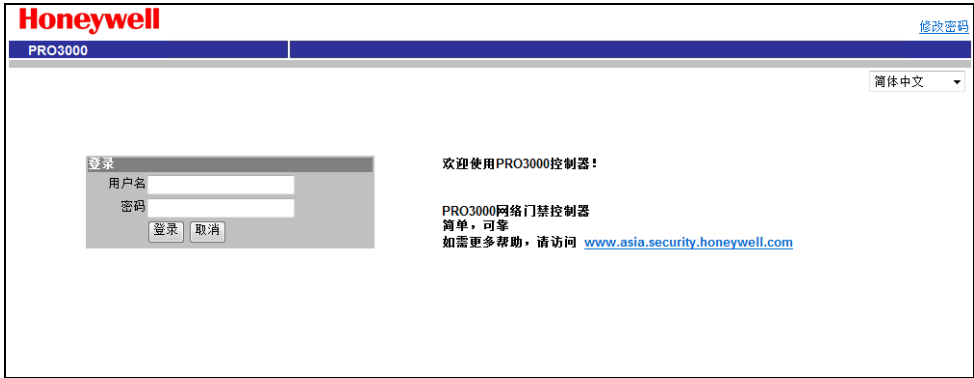 Honeywell
修改密码
PRO3000
简体中文
登录
用户名
密码
登录 取消
欢迎使用PRO3000控制器！
PRO3000网络门禁控制器
简单，可靠
如需更多帮助，请访问 www.asia.security.honeywell.com